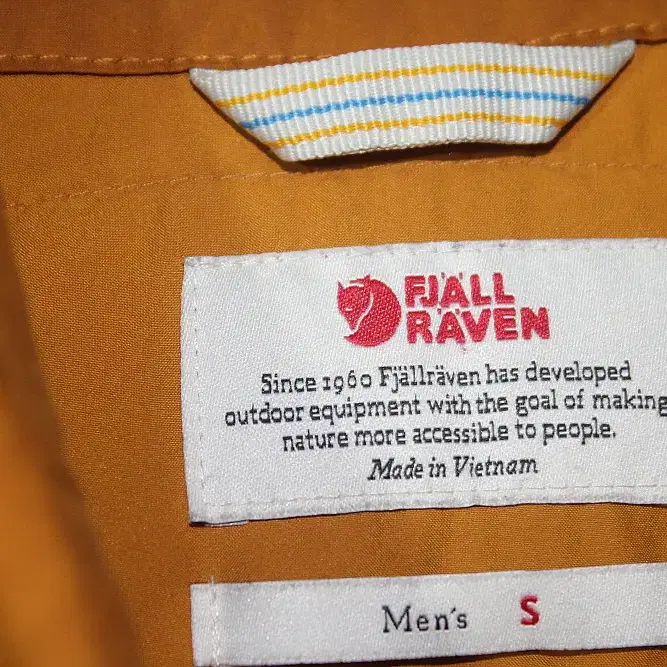 FJÄLL
RÄVEN
Since 1960 Fjällräven has developed
outdoor equipment with the goal of making
nature more accessible to people.
Made in Vietnam
Men's S